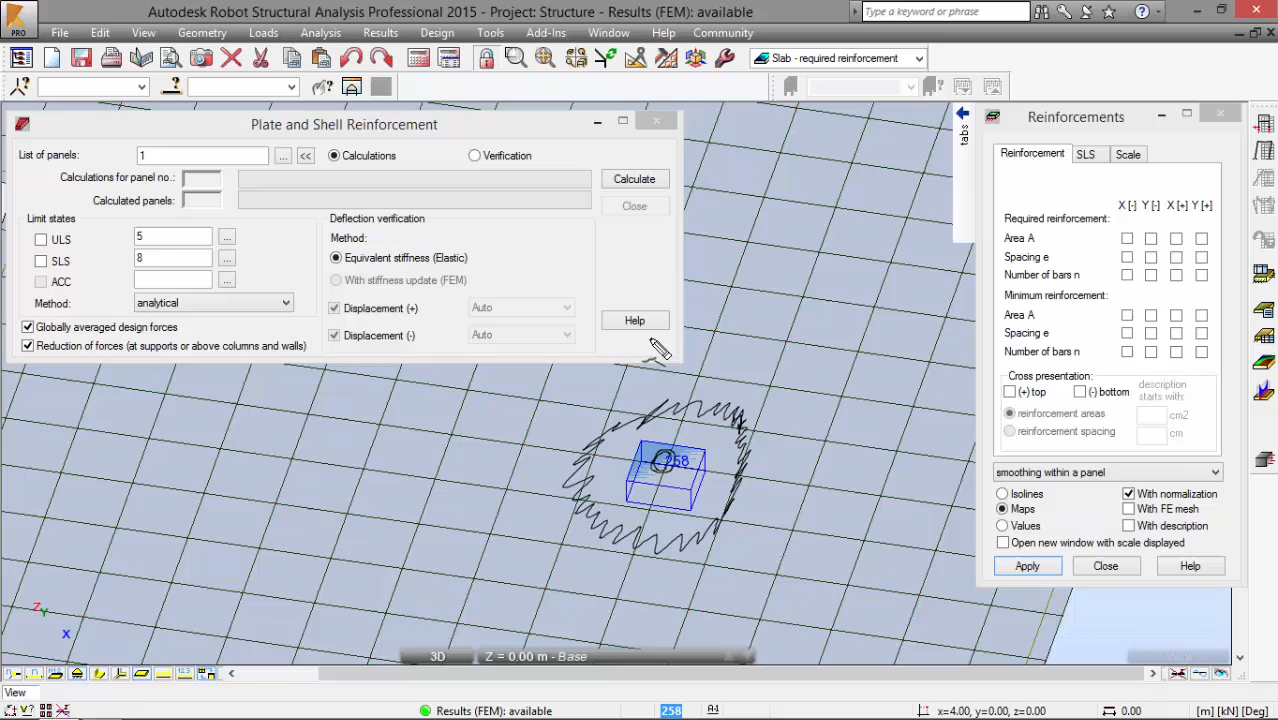 Autodesk Robot Structural Analysis Professional 2015 - Project: Structure - Results (FEM): available
Type a keyword or phrase
PRO
File Edit View Geometry Loads Analysis Results Design Tools Add-Ins Window Help Community
Slab - required reinforcement
Plate and Shell Reinforcement
List of panels: 1 ... << Calculations Verification
Calculations for panel no.: Calculate
Calculated panels: Close
Limit states
ULS 5 ...
SLS 8 ...
ACC ...
Method: analytical
Globally averaged design forces
Reduction of forces (at supports or above columns and walls)
Deflection verification
Method:
Equivalent stiffness (Elastic)
With stiffness update (FEM)
Displacement (+) Auto
Displacement (-) Auto
Help
tabs
Reinforcements
Reinforcement SLS Scale
X [-] Y [-] X [+] Y [+]
Required reinforcement:
Area A
Spacing e
Number of bars n
Minimum reinforcement:
Area A
Spacing e
Number of bars n
Cross presentation:
(+) top (-) bottom
description
starts with:
reinforcement areas cm2
reinforcement spacing cm
smoothing within a panel
Isolines With normalization
Maps With FE mesh
Values With description
Open new window with scale displayed
Apply Close Help
258
Z Y
X
3D Z = 0.00 m - Base
View
Results (FEM): available 258 x=4.00, y=0.00, z=0.00 0.00 [m] [kN] [Deg]